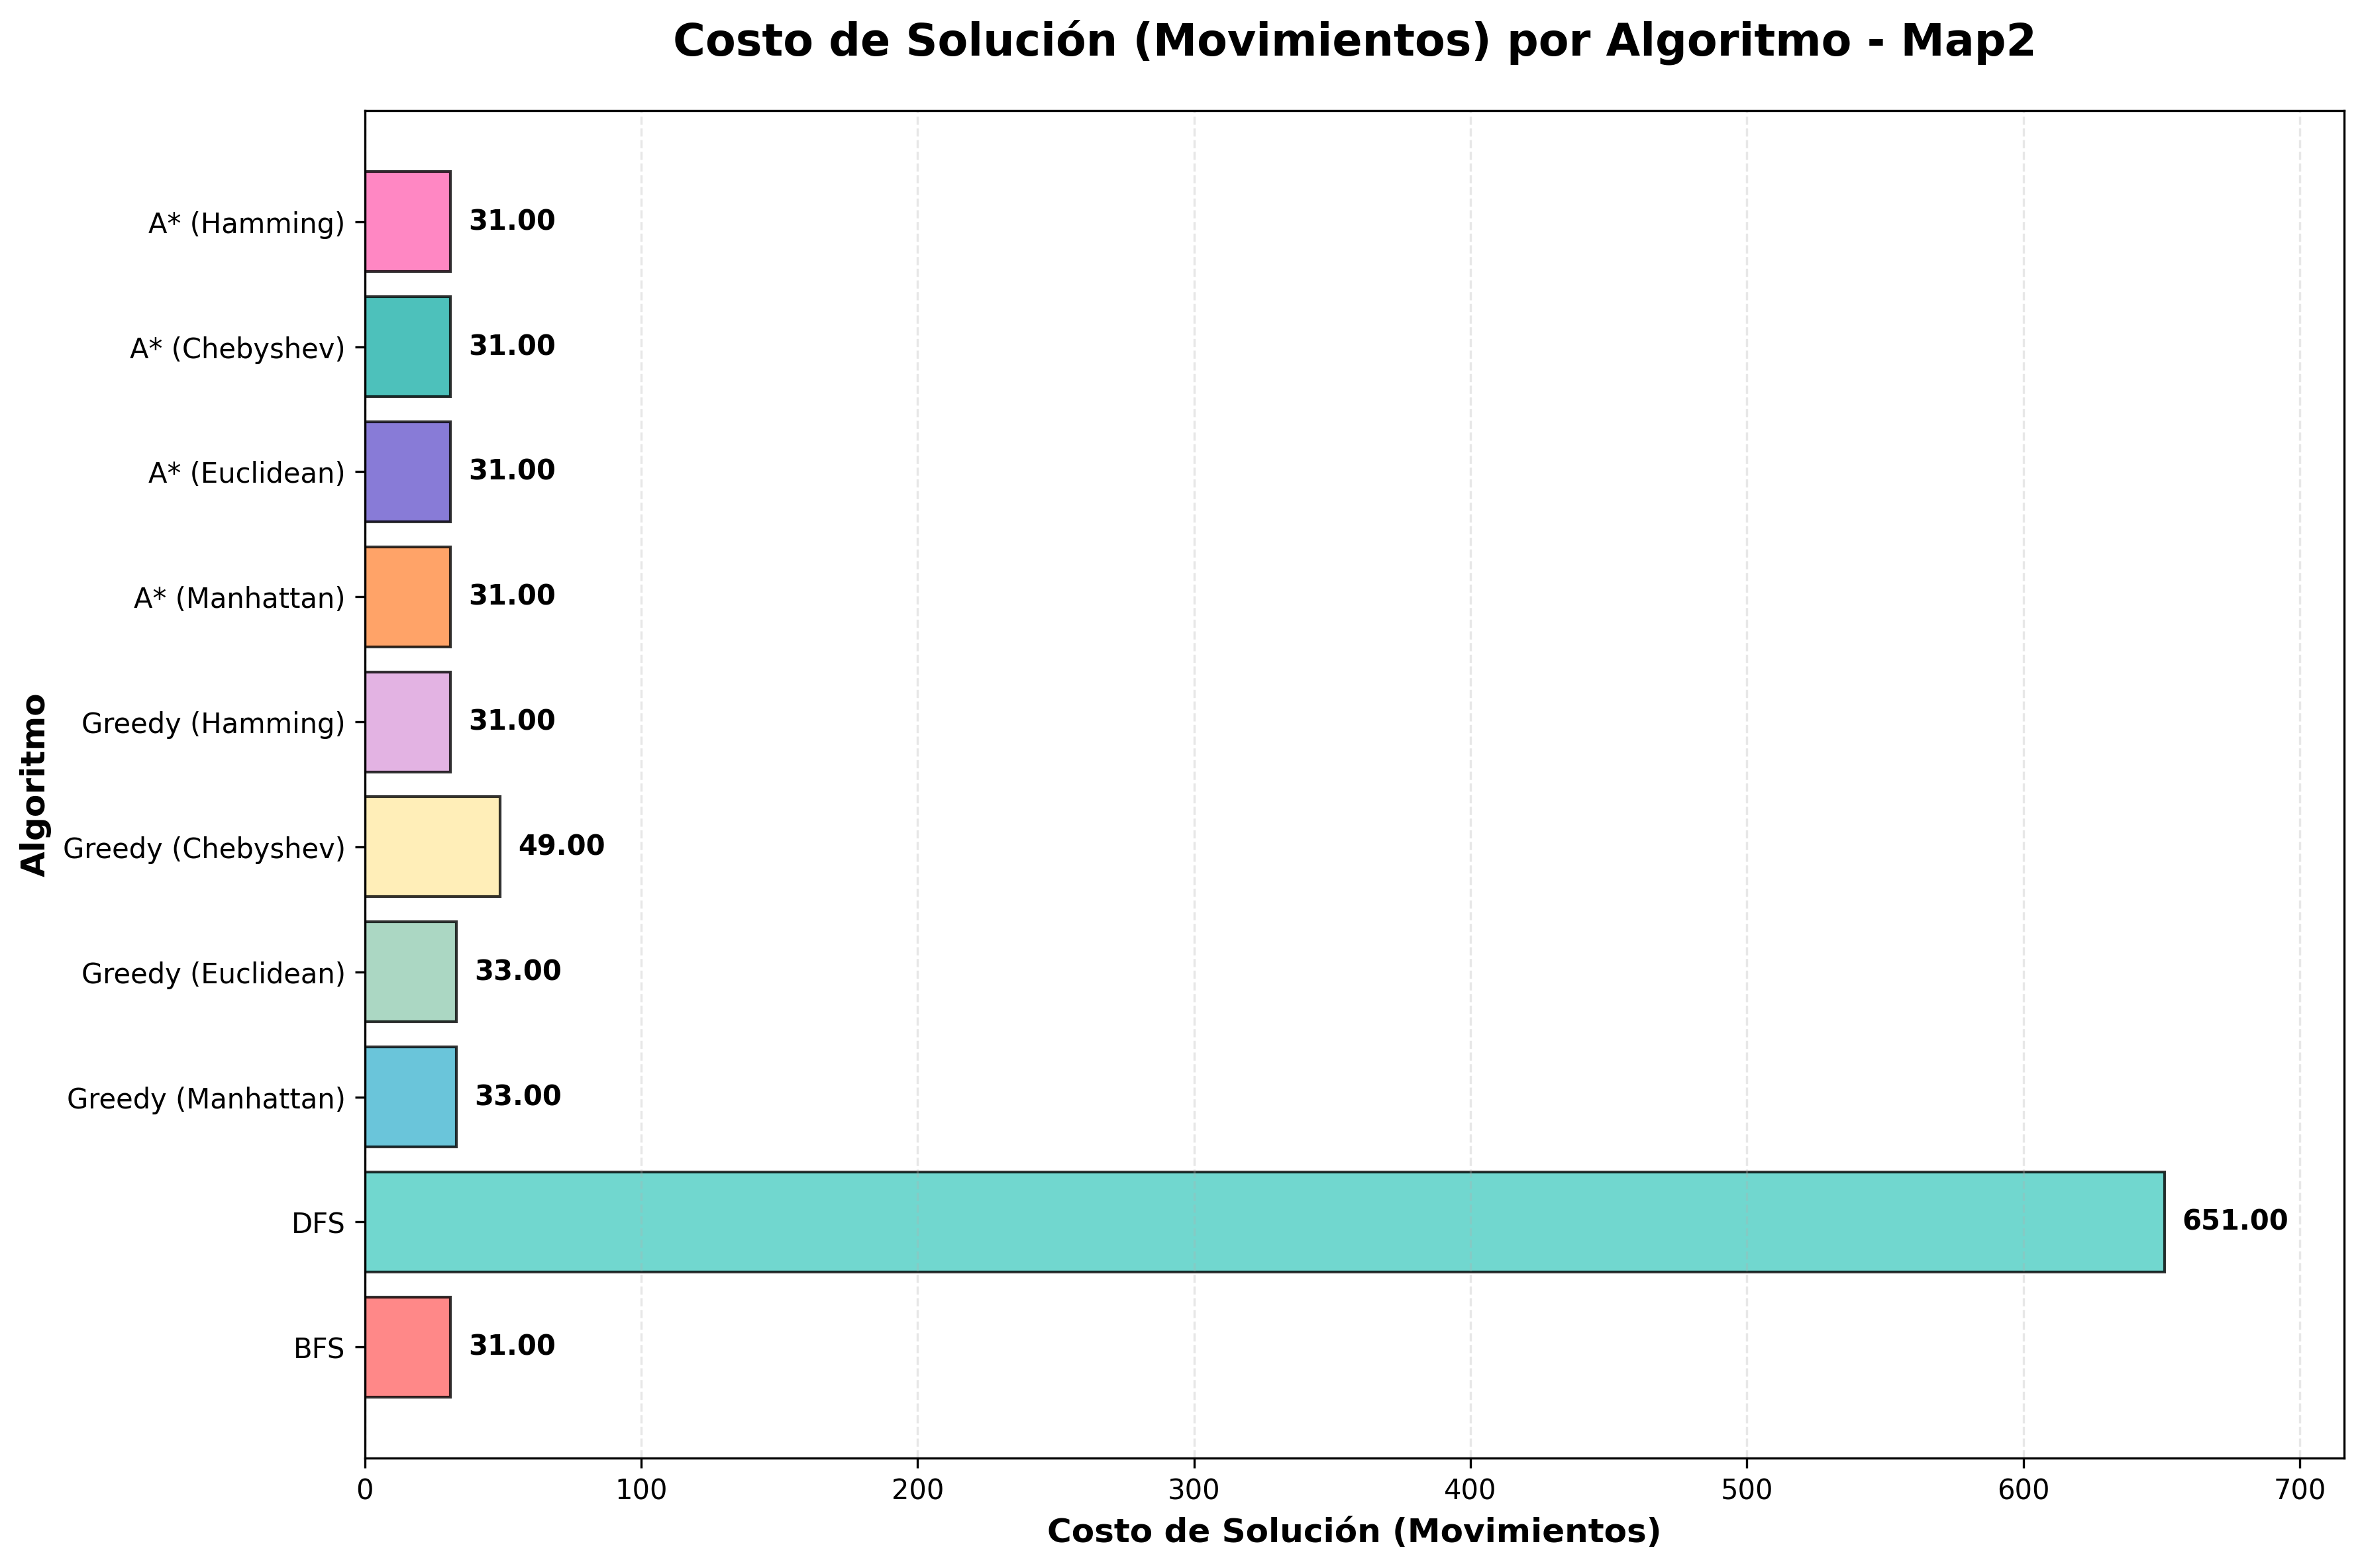 Costo de Solución (Movimientos) por Algoritmo - Map2
Algoritmo
A* (Hamming) 31.00
A* (Chebyshev) 31.00
A* (Euclidean) 31.00
A* (Manhattan) 31.00
Greedy (Hamming) 31.00
Greedy (Chebyshev) 49.00
Greedy (Euclidean) 33.00
Greedy (Manhattan) 33.00
DFS 651.00
BFS 31.00
0 100 200 300 400 500 600 700
Costo de Solución (Movimientos)